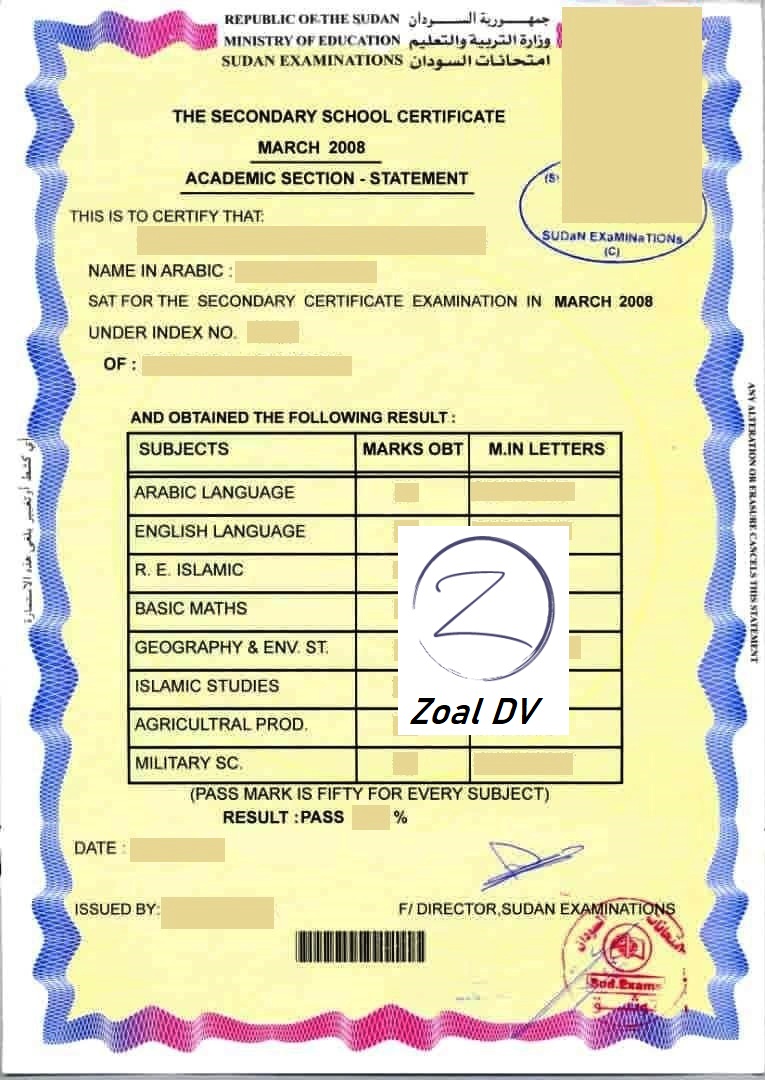 REPUBLIC OF THE SUDAN جمهورية السودان
MINISTRY OF EDUCATION وزارة التربية والتعليم
SUDAN EXAMINATIONS امتحانات السودان
THE SECONDARY SCHOOL CERTIFICATE
MARCH 2008
ACADEMIC SECTION - STATEMENT
(S)
SUDaN EXaMINaTIONs
(C)
THIS IS TO CERTIFY THAT:
NAME IN ARABIC :
SAT FOR THE SECONDARY CERTIFICATE EXAMINATION IN MARCH 2008
UNDER INDEX NO.
OF :
AND OBTAINED THE FOLLOWING RESULT :
SUBJECTS MARKS OBT M.IN LETTERS
ARABIC LANGUAGE
ENGLISH LANGUAGE
R. E. ISLAMIC
BASIC MATHS
GEOGRAPHY & ENV. ST.
ISLAMIC STUDIES
AGRICULTRAL PROD.
MILITARY SC.
Z
Zoal DV
(PASS MARK IS FIFTY FOR EVERY SUBJECT)
RESULT :PASS %
DATE :
ISSUED BY:
F/ DIRECTOR,SUDAN EXAMINATIONS
امتحانات السودان
Sud.Exams
ANY ALTERATION OR ERASURE CANCELS THIS STATEMENT
أي كشط أو تغيير يلغي هذه الاستمارة